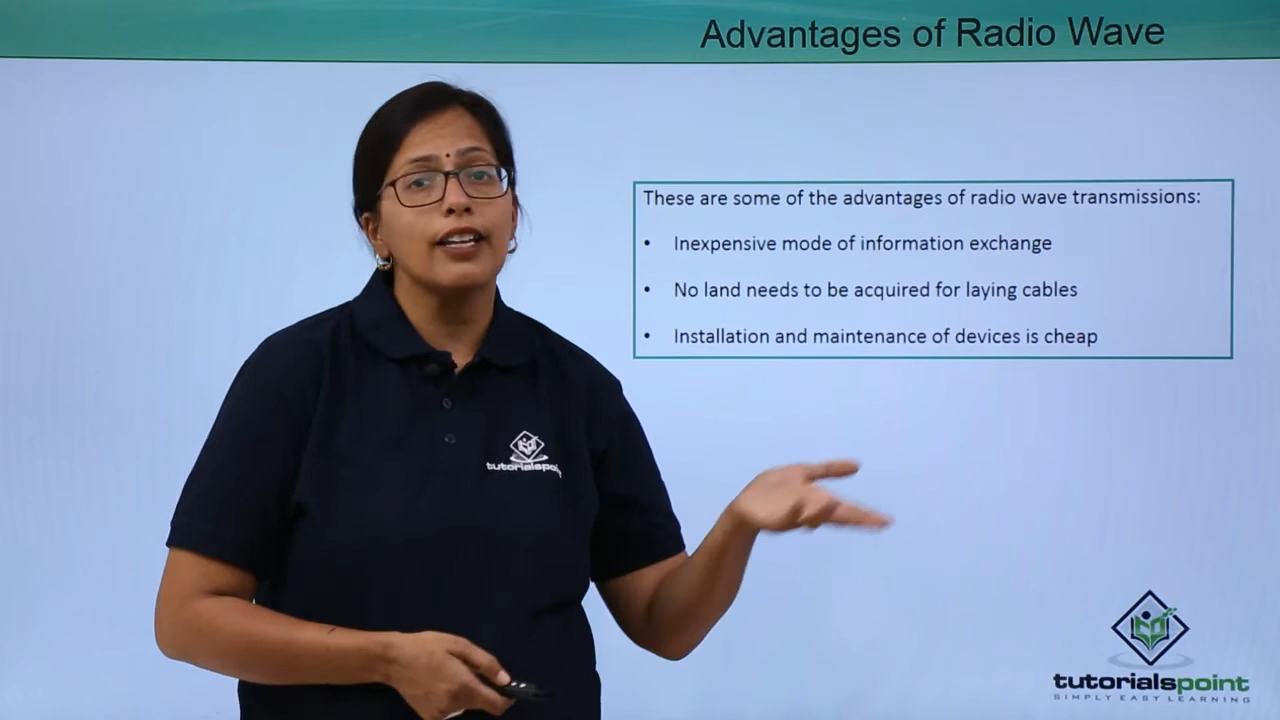 Advantages of Radio Wave
These are some of the advantages of radio wave transmissions:
• Inexpensive mode of information exchange
• No land needs to be acquired for laying cables
• Installation and maintenance of devices is cheap
tutorialspoint
tutorialspoint
SIMPLY EASY LEARNING